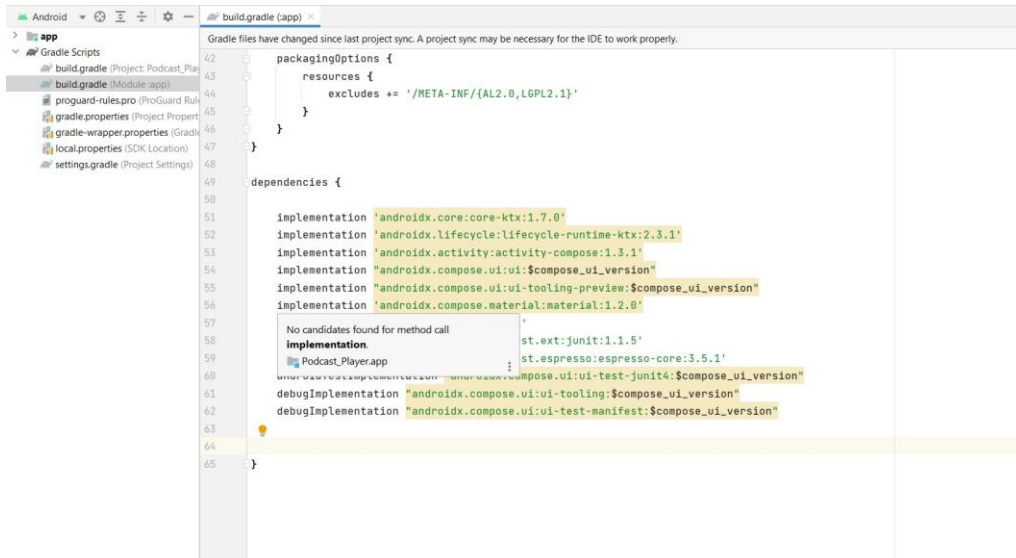 Android
build.gradle (:app)
app
Gradle Scripts
build.gradle (Project: Podcast_Play
build.gradle (Module :app)
proguard-rules.pro (ProGuard Rule
gradle.properties (Project Propert
gradle-wrapper.properties (Gradle
local.properties (SDK Location)
settings.gradle (Project Settings)
Gradle files have changed since last project sync. A project sync may be necessary for the IDE to work properly.
42 packagingOptions {
43 resources {
44 excludes += '/META-INF/{AL2.0,LGPL2.1}'
45 }
46 }
47 }
48
49 dependencies {
50
51 implementation 'androidx.core:core-ktx:1.7.0'
52 implementation 'androidx.lifecycle:lifecycle-runtime-ktx:2.3.1'
53 implementation 'androidx.activity:activity-compose:1.3.1'
54 implementation "androidx.compose.ui:ui:$compose_ui_version"
55 implementation "androidx.compose.ui:ui-tooling-preview:$compose_ui_version"
56 implementation 'androidx.compose.material:material:1.2.0'
57 '
58 st.ext:junit:1.1.5'
59 st.espresso:espresso-core:3.5.1'
60 androidTestImplementation "androidx.compose.ui:ui-test-junit4:$compose_ui_version"
61 debugImplementation "androidx.compose.ui:ui-tooling:$compose_ui_version"
62 debugImplementation "androidx.compose.ui:ui-test-manifest:$compose_ui_version"
63
64
65 }
No candidates found for method call
implementation.
Podcast_Player.app